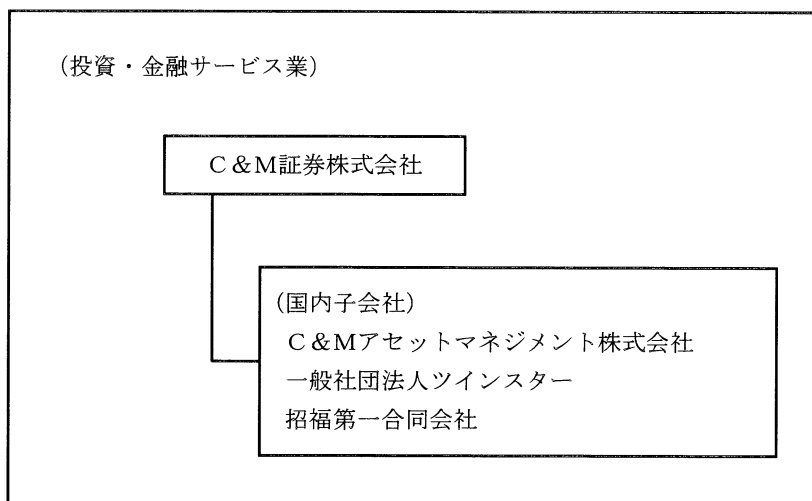 (投資・金融サービス業)
C&M証券株式会社
(国内子会社)
C&Mアセットマネジメント株式会社
一般社団法人ツインスター
招福第一合同会社